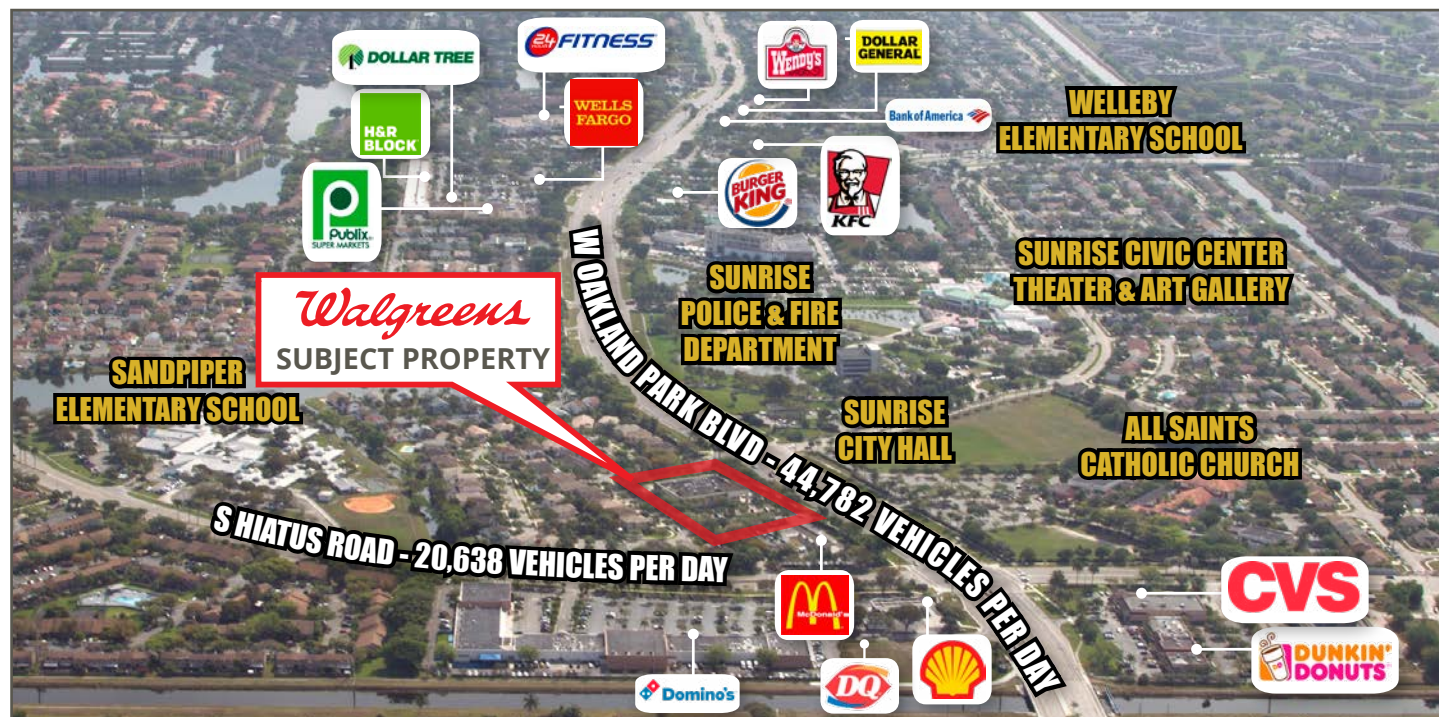 DOLLAR TREE
24
HOUR
FITNESS
Wendy's
DOLLAR
GENERAL
H&R
BLOCK
WELLS
FARGO
Bank of America
WELLEBY
ELEMENTARY SCHOOL
Publix
SUPER MARKETS
BURGER
KING
KFC
W OAKLAND PARK BLVD - 44,782 VEHICLES PER DAY
SUNRISE
POLICE & FIRE
DEPARTMENT
SUNRISE CIVIC CENTER
THEATER & ART GALLERY
Walgreens
SUBJECT PROPERTY
SANDPIPER
ELEMENTARY SCHOOL
SUNRISE
CITY HALL
ALL SAINTS
CATHOLIC CHURCH
S HIATUS ROAD - 20,638 VEHICLES PER DAY
McDonald's
CVS
DUNKIN'
DONUTS
Domino's
DQ